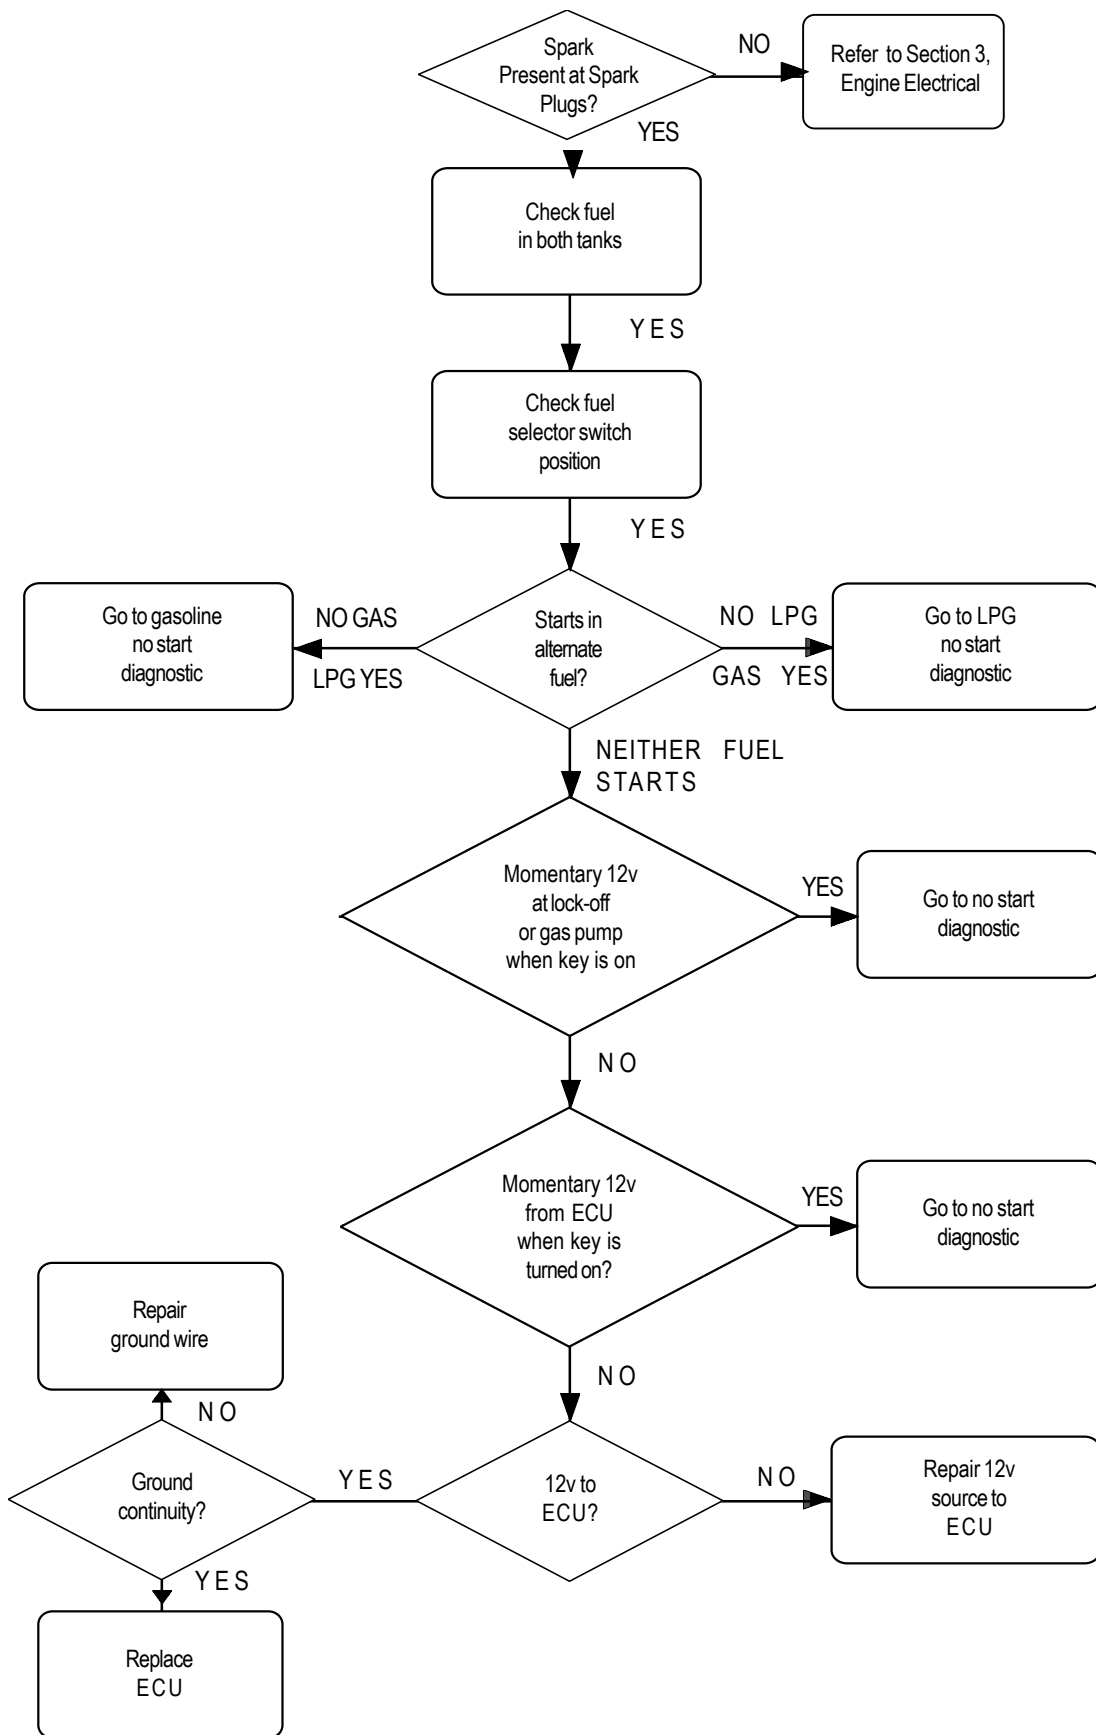 Spark
Present at Spark
Plugs?
NO
Refer to Section 3,
Engine Electrical
YES
Check fuel
in both tanks
YES
Check fuel
selector switch
position
YES
Go to gasoline
no start
diagnostic
NO GAS
LPG YES
Starts in
alternate
fuel?
NO LPG
GAS YES
Go to LPG
no start
diagnostic
NEITHER FUEL
STARTS
Momentary 12v
at lock-off
or gas pump
when key is on
YES
Go to no start
diagnostic
NO
Momentary 12v
from ECU
when key is
turned on?
YES
Go to no start
diagnostic
NO
Repair
ground wire
NO
Ground
continuity?
YES
12v to
ECU?
NO
Repair 12v
source to
ECU
YES
Replace
ECU